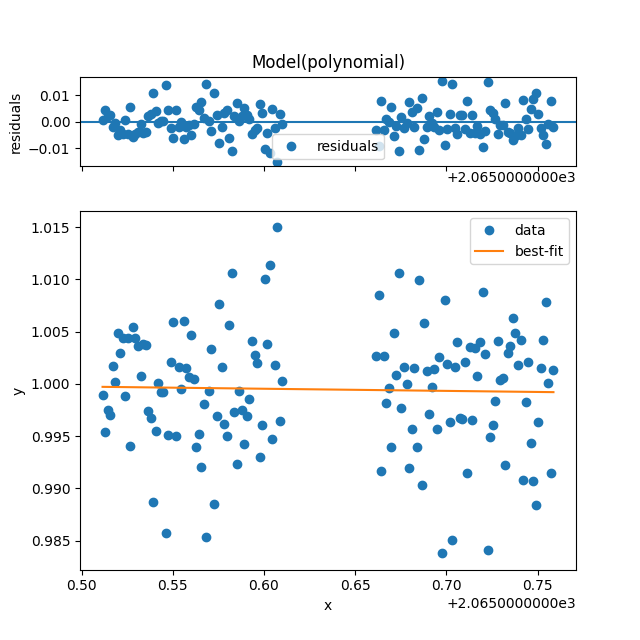 Model(polynomial)
residuals
0.01
0.00
−0.01
residuals
+2.0650000000e3
y
1.015
1.010
1.005
1.000
0.995
0.990
0.985
data
best-fit
0.50
0.55
0.60
0.65
0.70
0.75
x
+2.0650000000e3